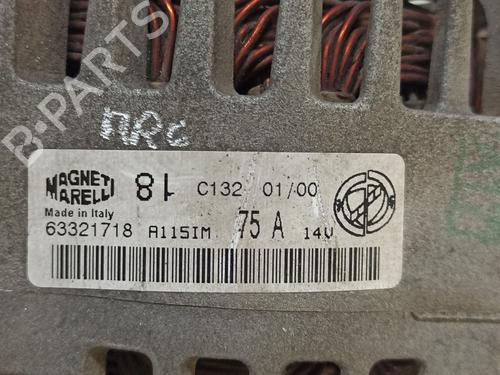 B-PARTS
MAGNETI
MARELLI
81 C132 01/00
Made in Italy
63321718 A115IM 75 A 14V